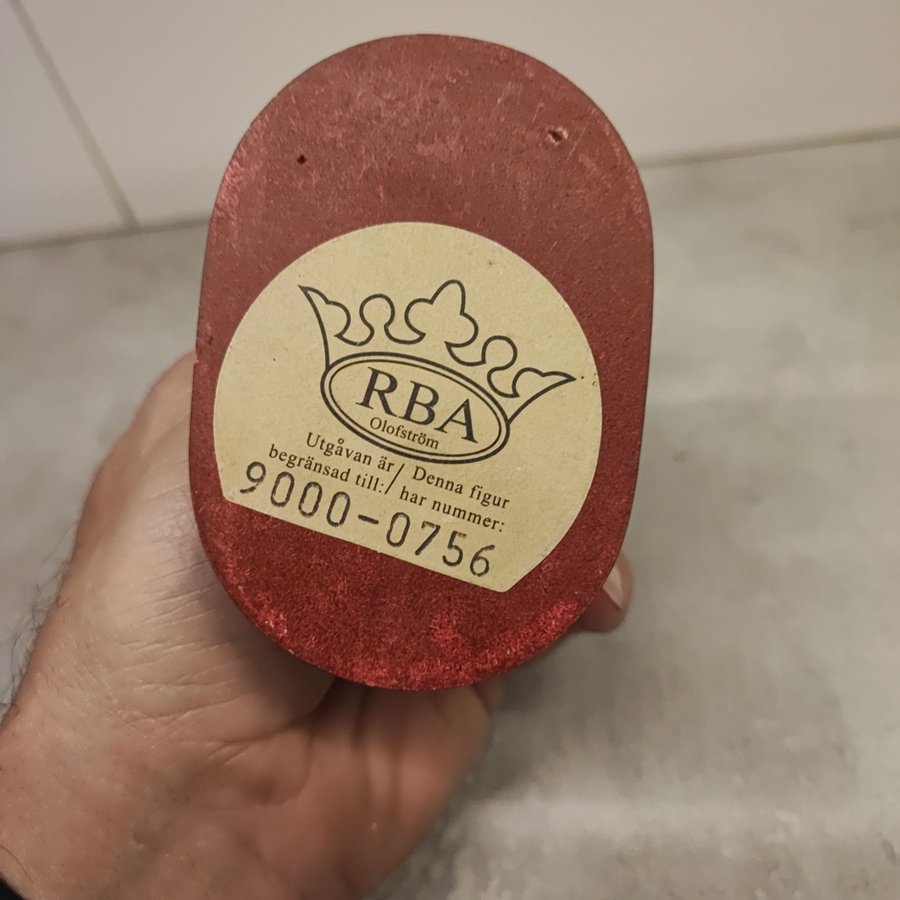 RBA
Olofström
Utgåvan är / Denna figur
begränsad till: / har nummer:
9000-0756